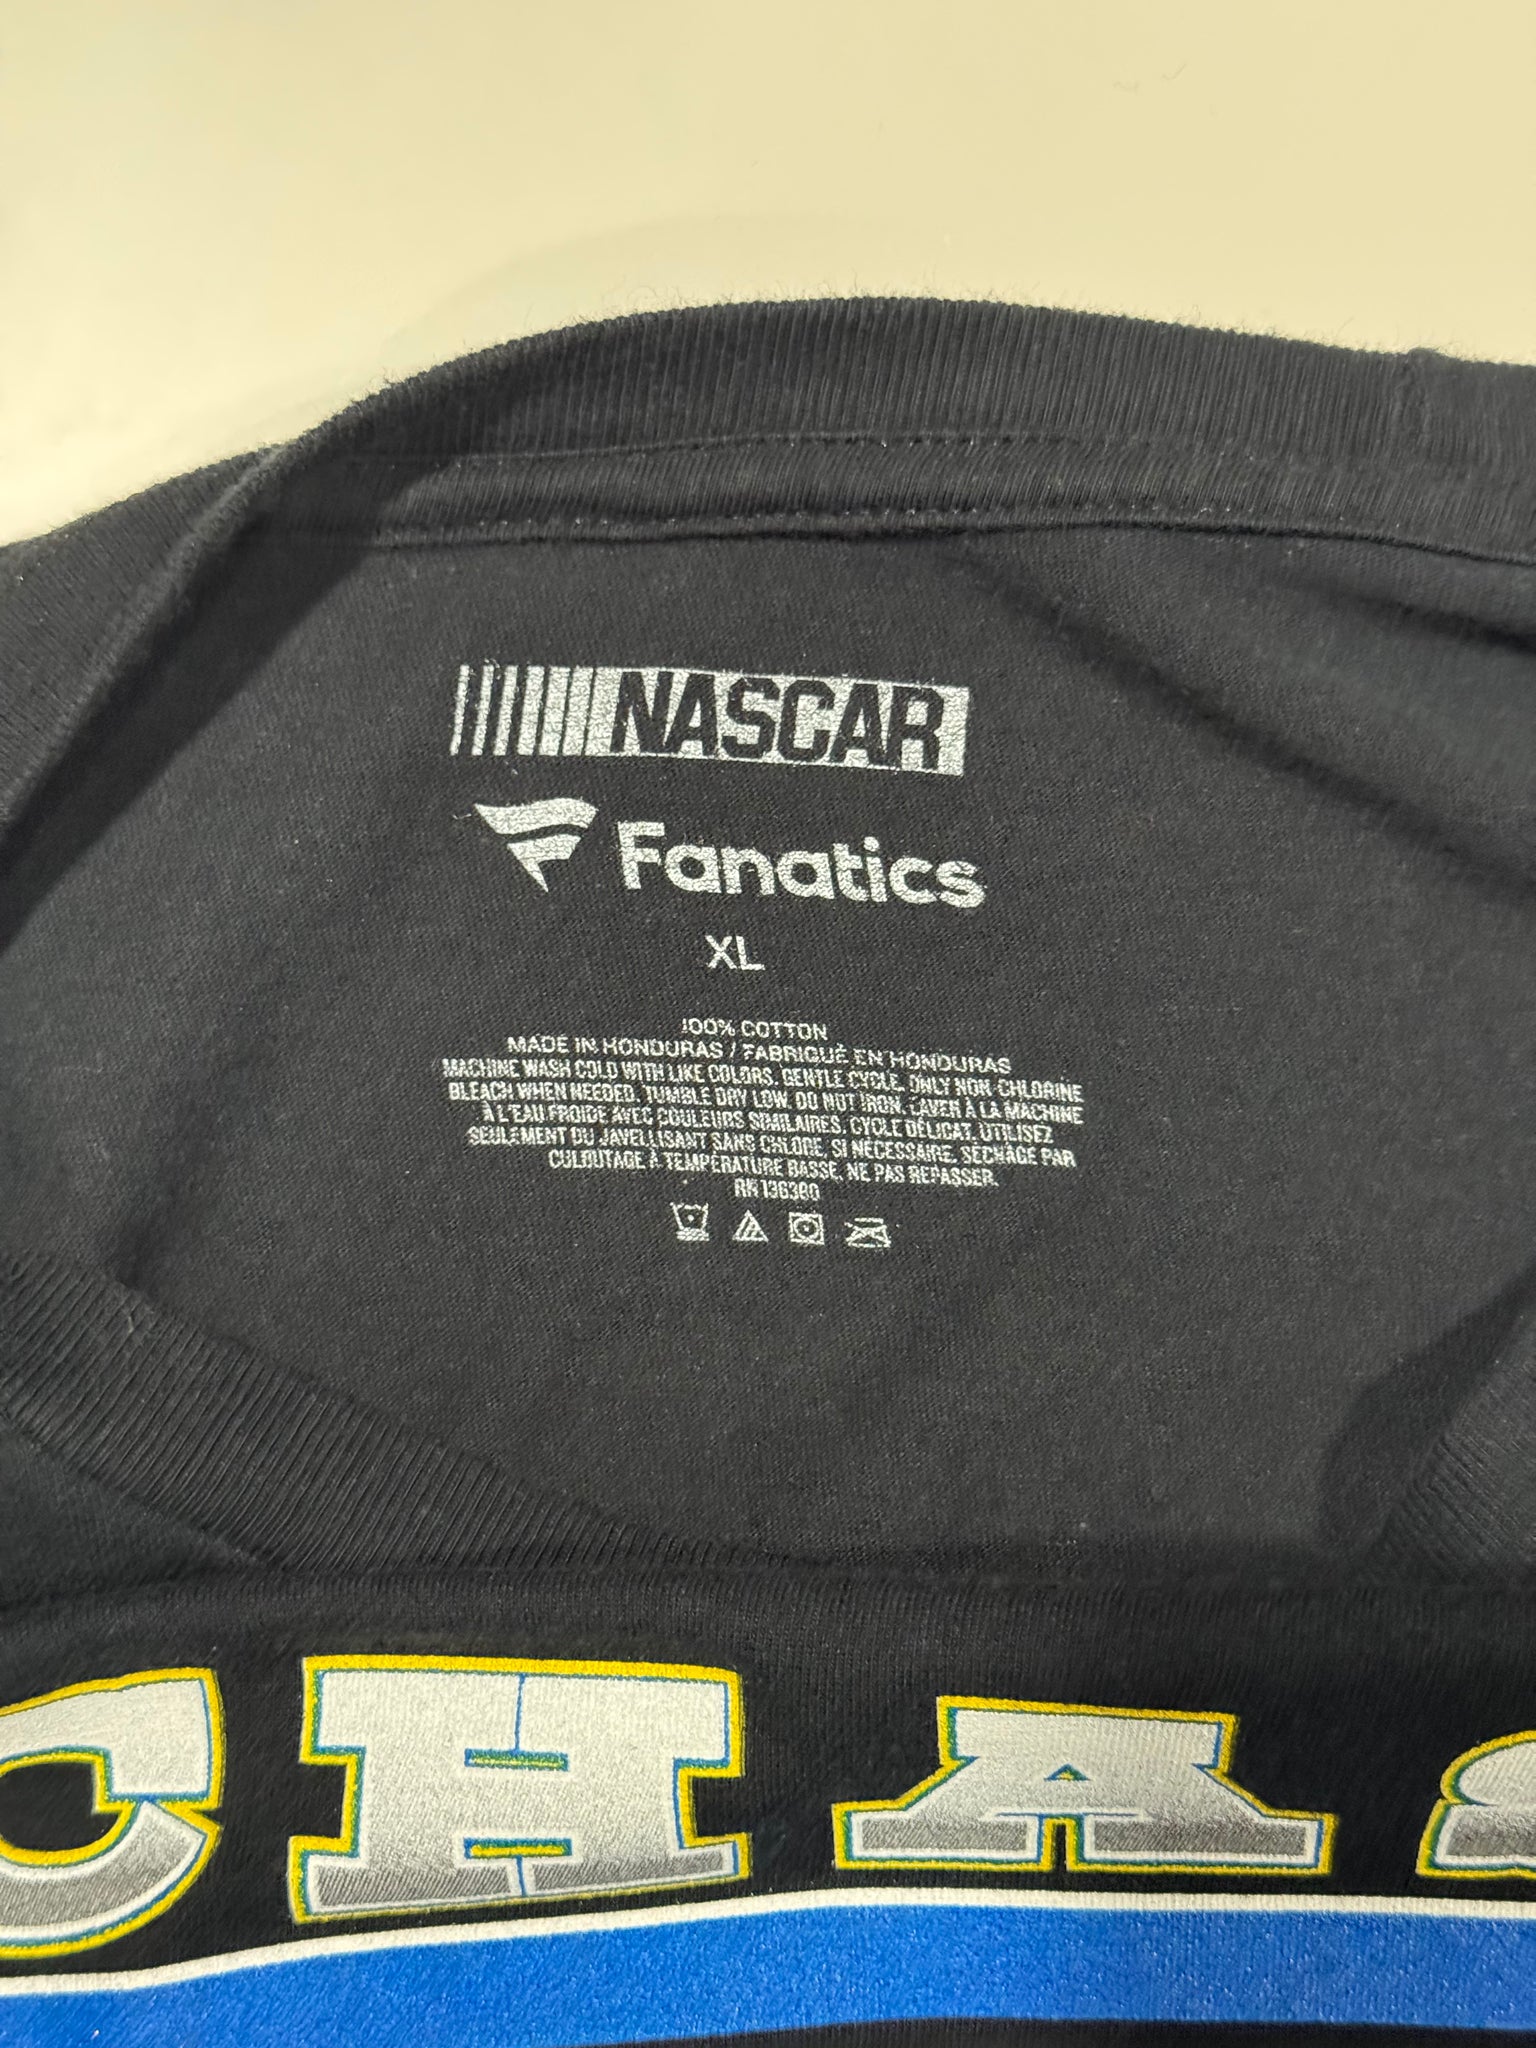 NASCAR
Fanatics
XL
100% COTTON
MADE IN HONDURAS / FABRIQUÉ EN HONDURAS
MACHINE WASH COLD WITH LIKE COLORS. GENTLE CYCLE. ONLY NON-CHLORINE
BLEACH WHEN NEEDED. TUMBLE DRY LOW. DO NOT IRON. LAVER À LA MACHINE
À L'EAU FROIDE AVEC COULEURS SIMILAIRES. CYCLE DÉLICAT. UTILISEZ
SEULEMENT DU JAVELLISANT SANS CHLORE, SI NÉCESSAIRE. SÉCHAGE PAR
CULBUTAGE À TEMPÉRATURE BASSE. NE PAS REPASSER.
RN 136360
CHAS